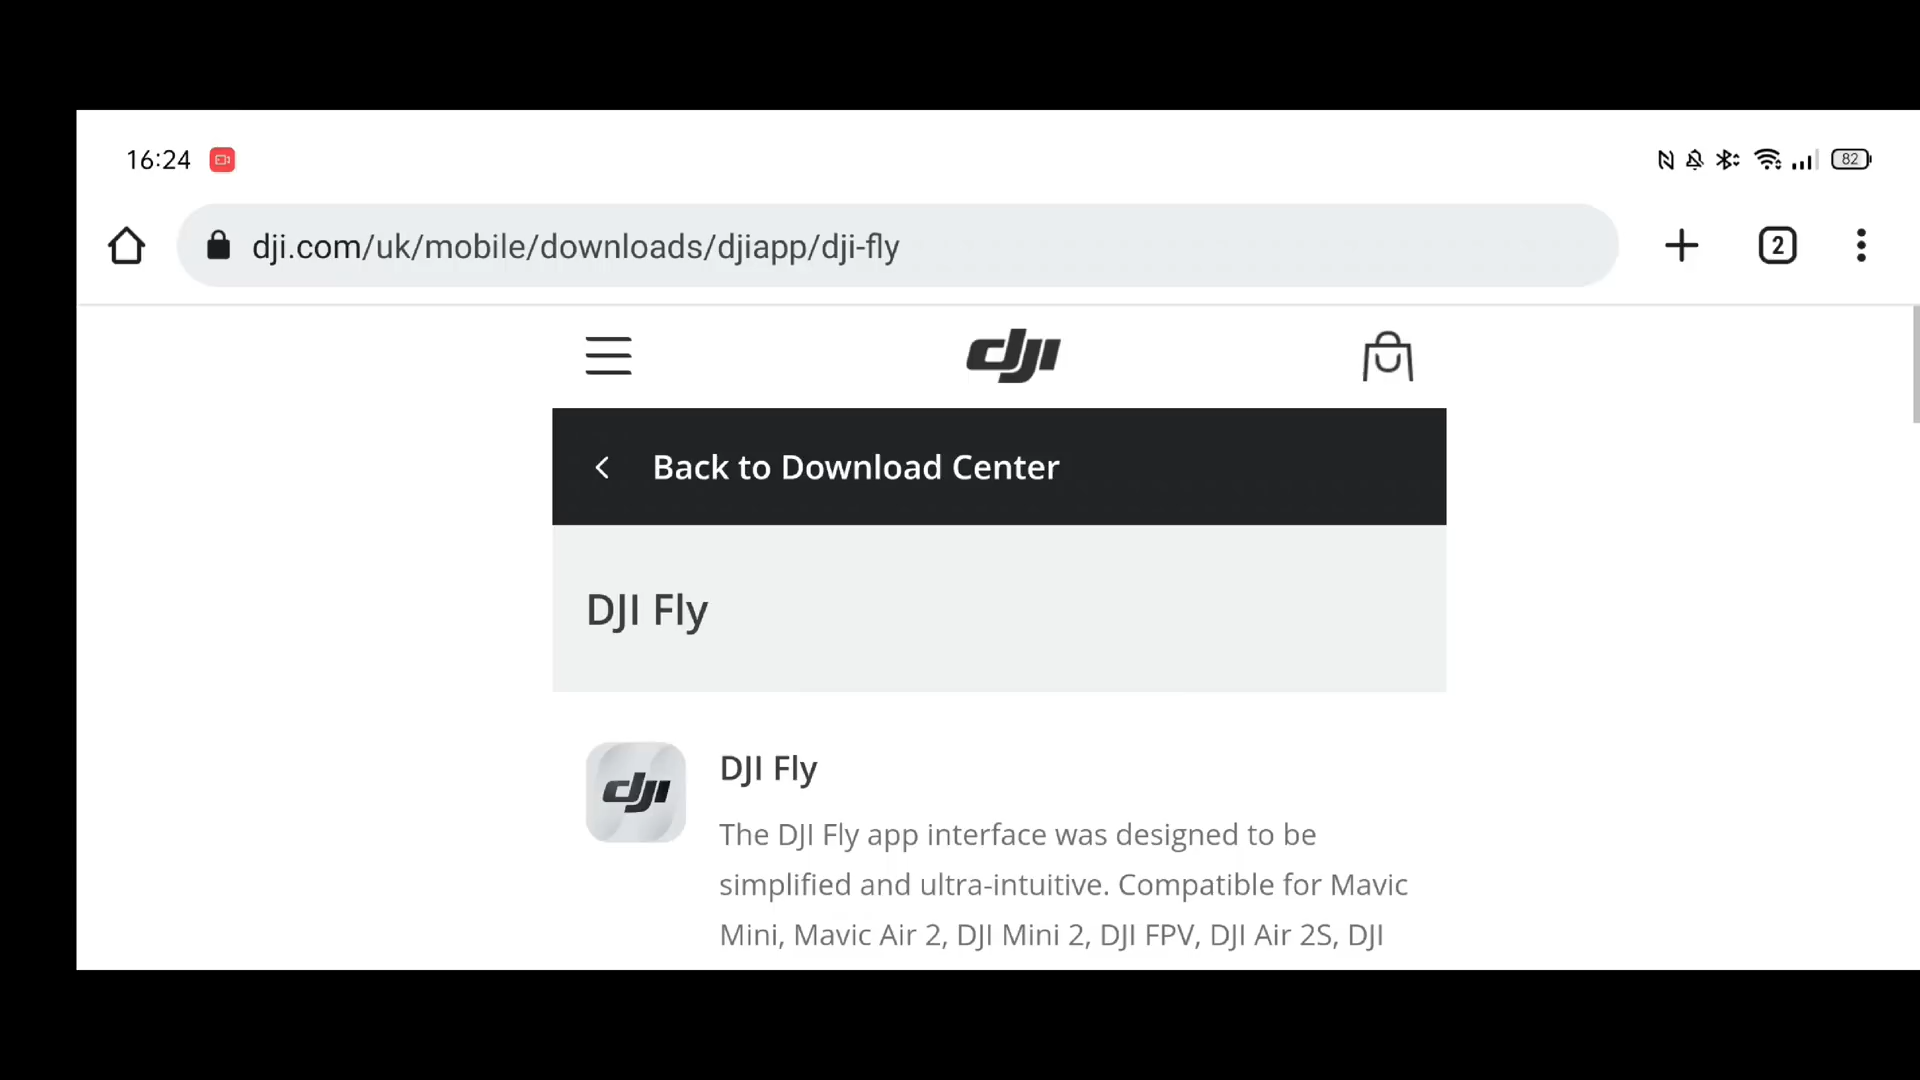 16:24
82
dji.com/uk/mobile/downloads/djiapp/dji-fly
2
dji
Back to Download Center
DJI Fly
dji
DJI Fly
The DJI Fly app interface was designed to be
simplified and ultra-intuitive. Compatible for Mavic
Mini, Mavic Air 2, DJI Mini 2, DJI FPV, DJI Air 2S, DJI